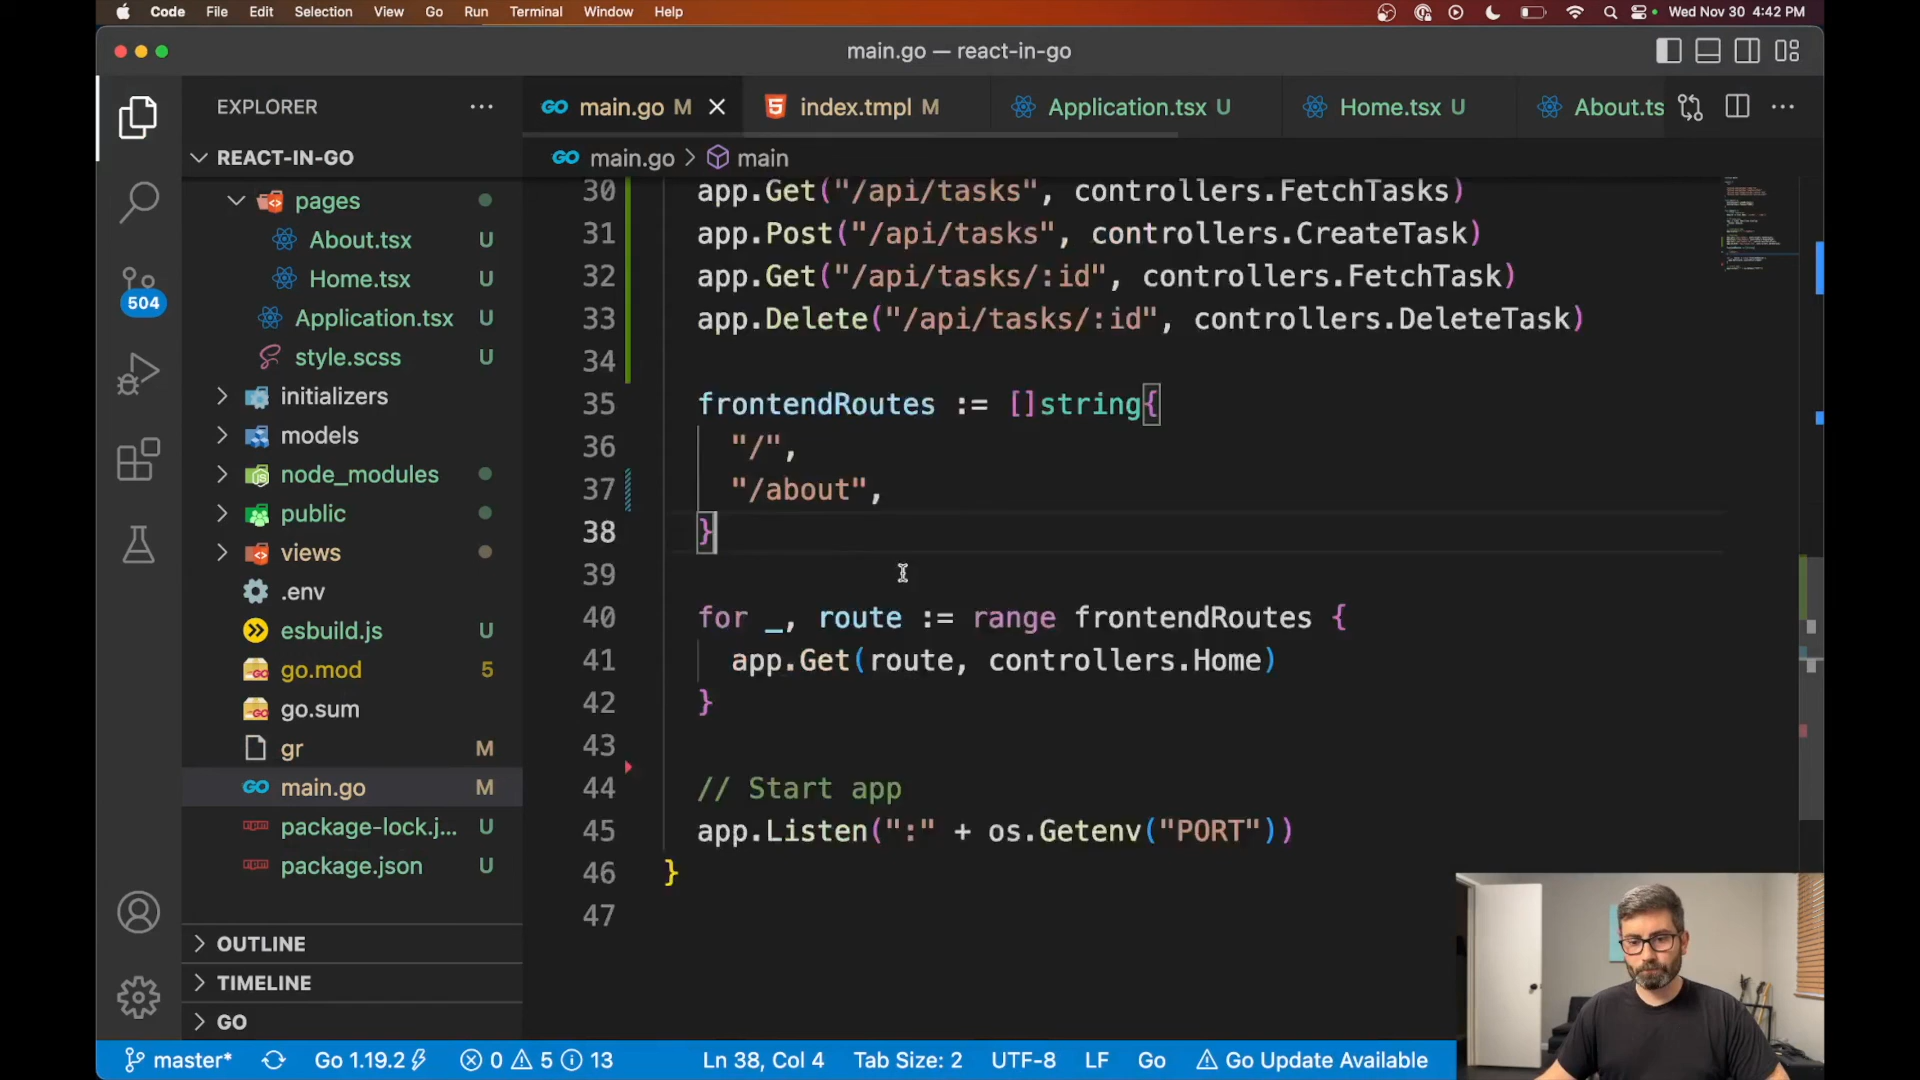 Code File Edit Selection View Go Run Terminal Window Help Wed Nov 30 4:42 PM
main.go — react-in-go
EXPLORER
main.go M
index.tmpl M
Application.tsx U
Home.tsx U
About.ts
REACT-IN-GO
main.go > main
pages
About.tsx U
Home.tsx U
Application.tsx U
style.scss U
initializers
models
node_modules
public
views
.env
esbuild.js U
go.mod 5
go.sum
gr M
main.go M
package-lock.j... U
package.json U
OUTLINE
TIMELINE
GO
504
30 app.Get("/api/tasks", controllers.FetchTasks)
31 app.Post("/api/tasks", controllers.CreateTask)
32 app.Get("/api/tasks/:id", controllers.FetchTask)
33 app.Delete("/api/tasks/:id", controllers.DeleteTask)
34
35 frontendRoutes := []string{
36 "/",
37 "/about",
38 }
39
40 for _, route := range frontendRoutes {
41 app.Get(route, controllers.Home)
42 }
43
44 // Start app
45 app.Listen(":" + os.Getenv("PORT"))
46 }
47
master* Go 1.19.2 0 5 13 Ln 38, Col 4 Tab Size: 2 UTF-8 LF Go Go Update Available